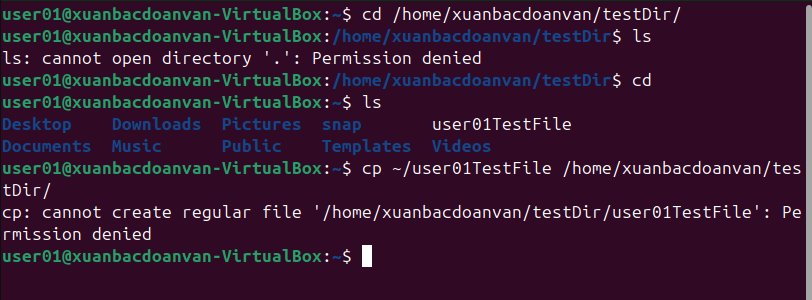 user01@xuanbacdoanvan-VirtualBox:~$ cd /home/xuanbacdoanvan/testDir/
user01@xuanbacdoanvan-VirtualBox:/home/xuanbacdoanvan/testDir$ ls
ls: cannot open directory '.': Permission denied
user01@xuanbacdoanvan-VirtualBox:/home/xuanbacdoanvan/testDir$ cd
user01@xuanbacdoanvan-VirtualBox:~$ ls
Desktop    Downloads  Pictures  snap       user01TestFile
Documents  Music      Public    Templates  Videos
user01@xuanbacdoanvan-VirtualBox:~$ cp ~/user01TestFile /home/xuanbacdoanvan/tes
tDir/
cp: cannot create regular file '/home/xuanbacdoanvan/testDir/user01TestFile': Pe
rmission denied
user01@xuanbacdoanvan-VirtualBox:~$